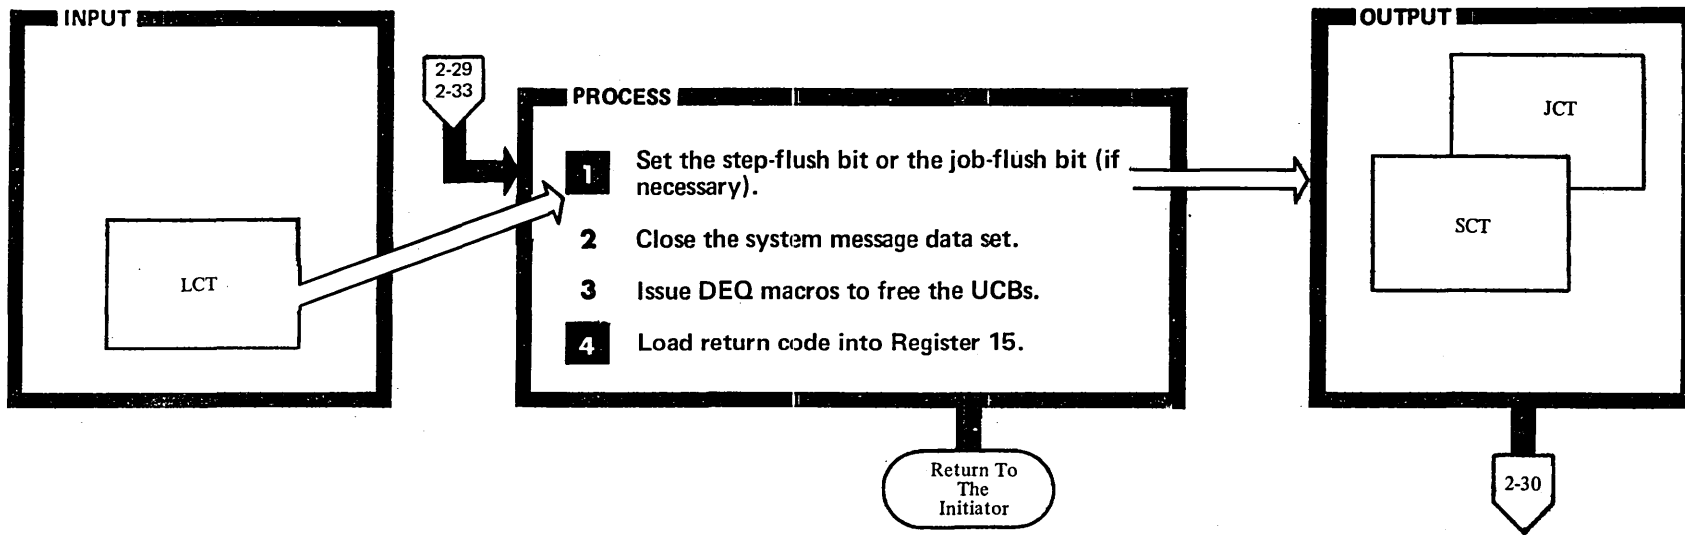 INPUT
LCT
2-29
2-33
PROCESS
1 Set the step-flush bit or the job-flush bit (if
necessary).
2 Close the system message data set.
3 Issue DEQ macros to free the UCBs.
4 Load return code into Register 15.
Return To
The
Initiator
OUTPUT
JCT
SCT
2-30